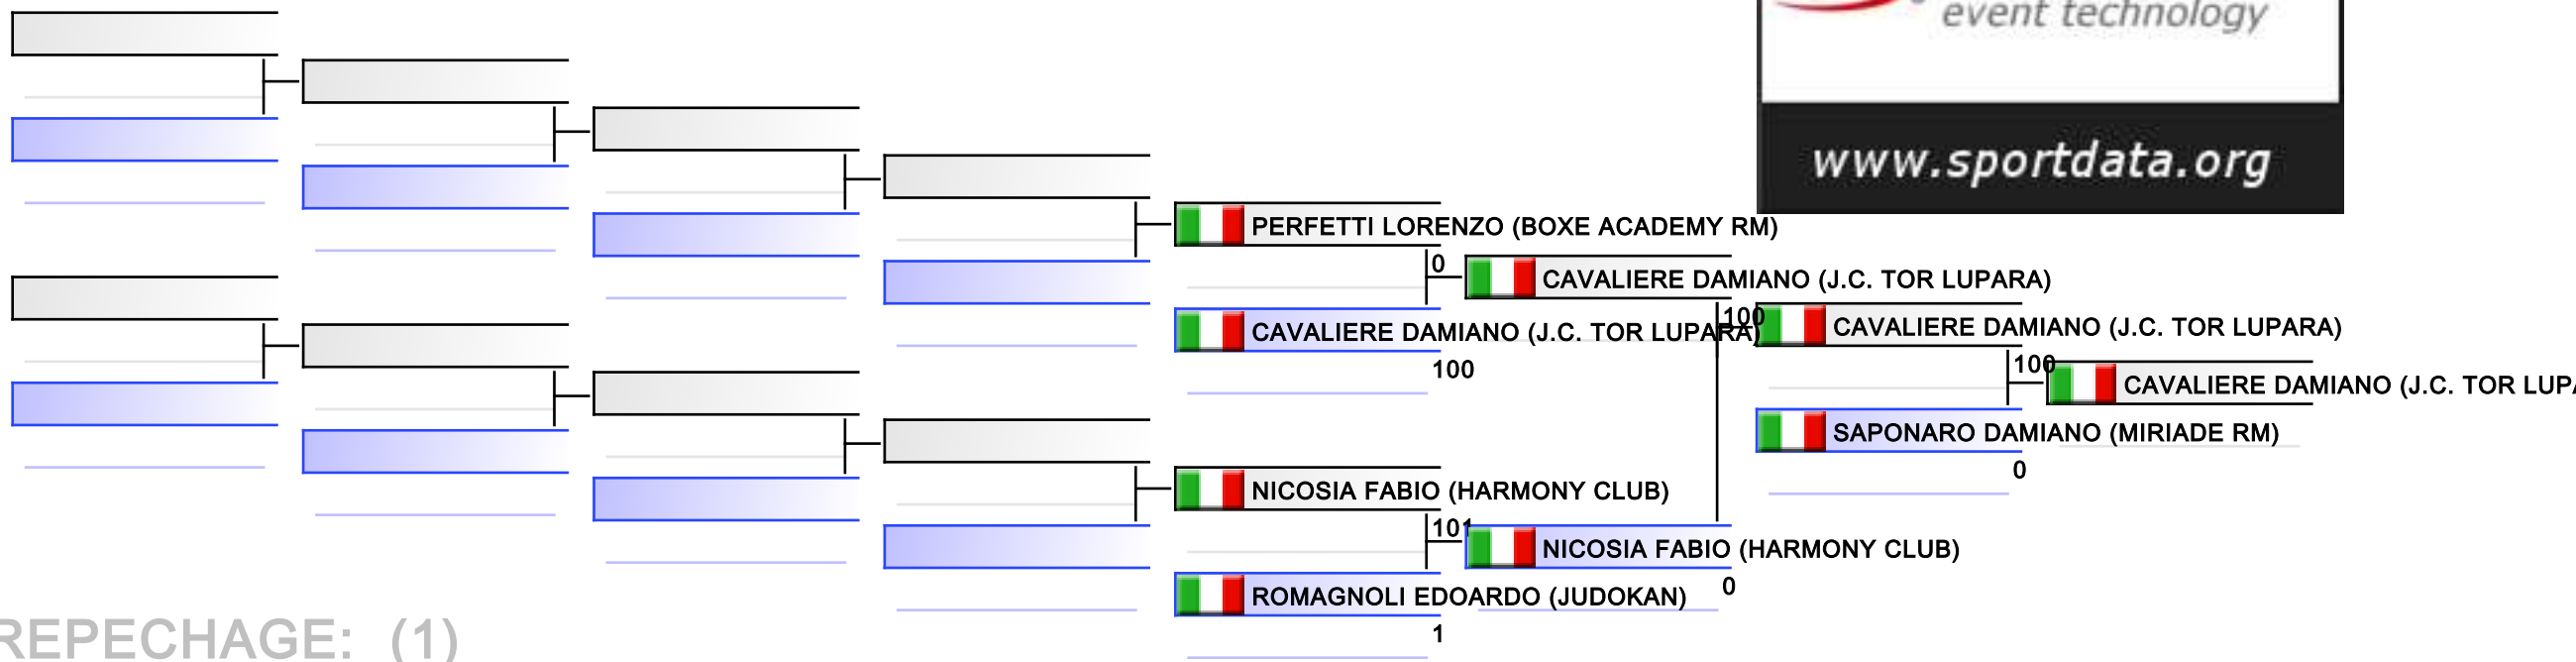 event technology
www.sportdata.org
PERFETTI LORENZO (BOXE ACADEMY RM)
0
CAVALIERE DAMIANO (J.C. TOR LUPARA)
100
CAVALIERE DAMIANO (J.C. TOR LUPARA)
CAVALIERE DAMIANO (J.C. TOR LUPARA)
100
100
CAVALIERE DAMIANO (J.C. TOR LUPA
SAPONARO DAMIANO (MIRIADE RM)
0
NICOSIA FABIO (HARMONY CLUB)
101
NICOSIA FABIO (HARMONY CLUB)
0
ROMAGNOLI EDOARDO (JUDOKAN)
1
REPECHAGE: (1)